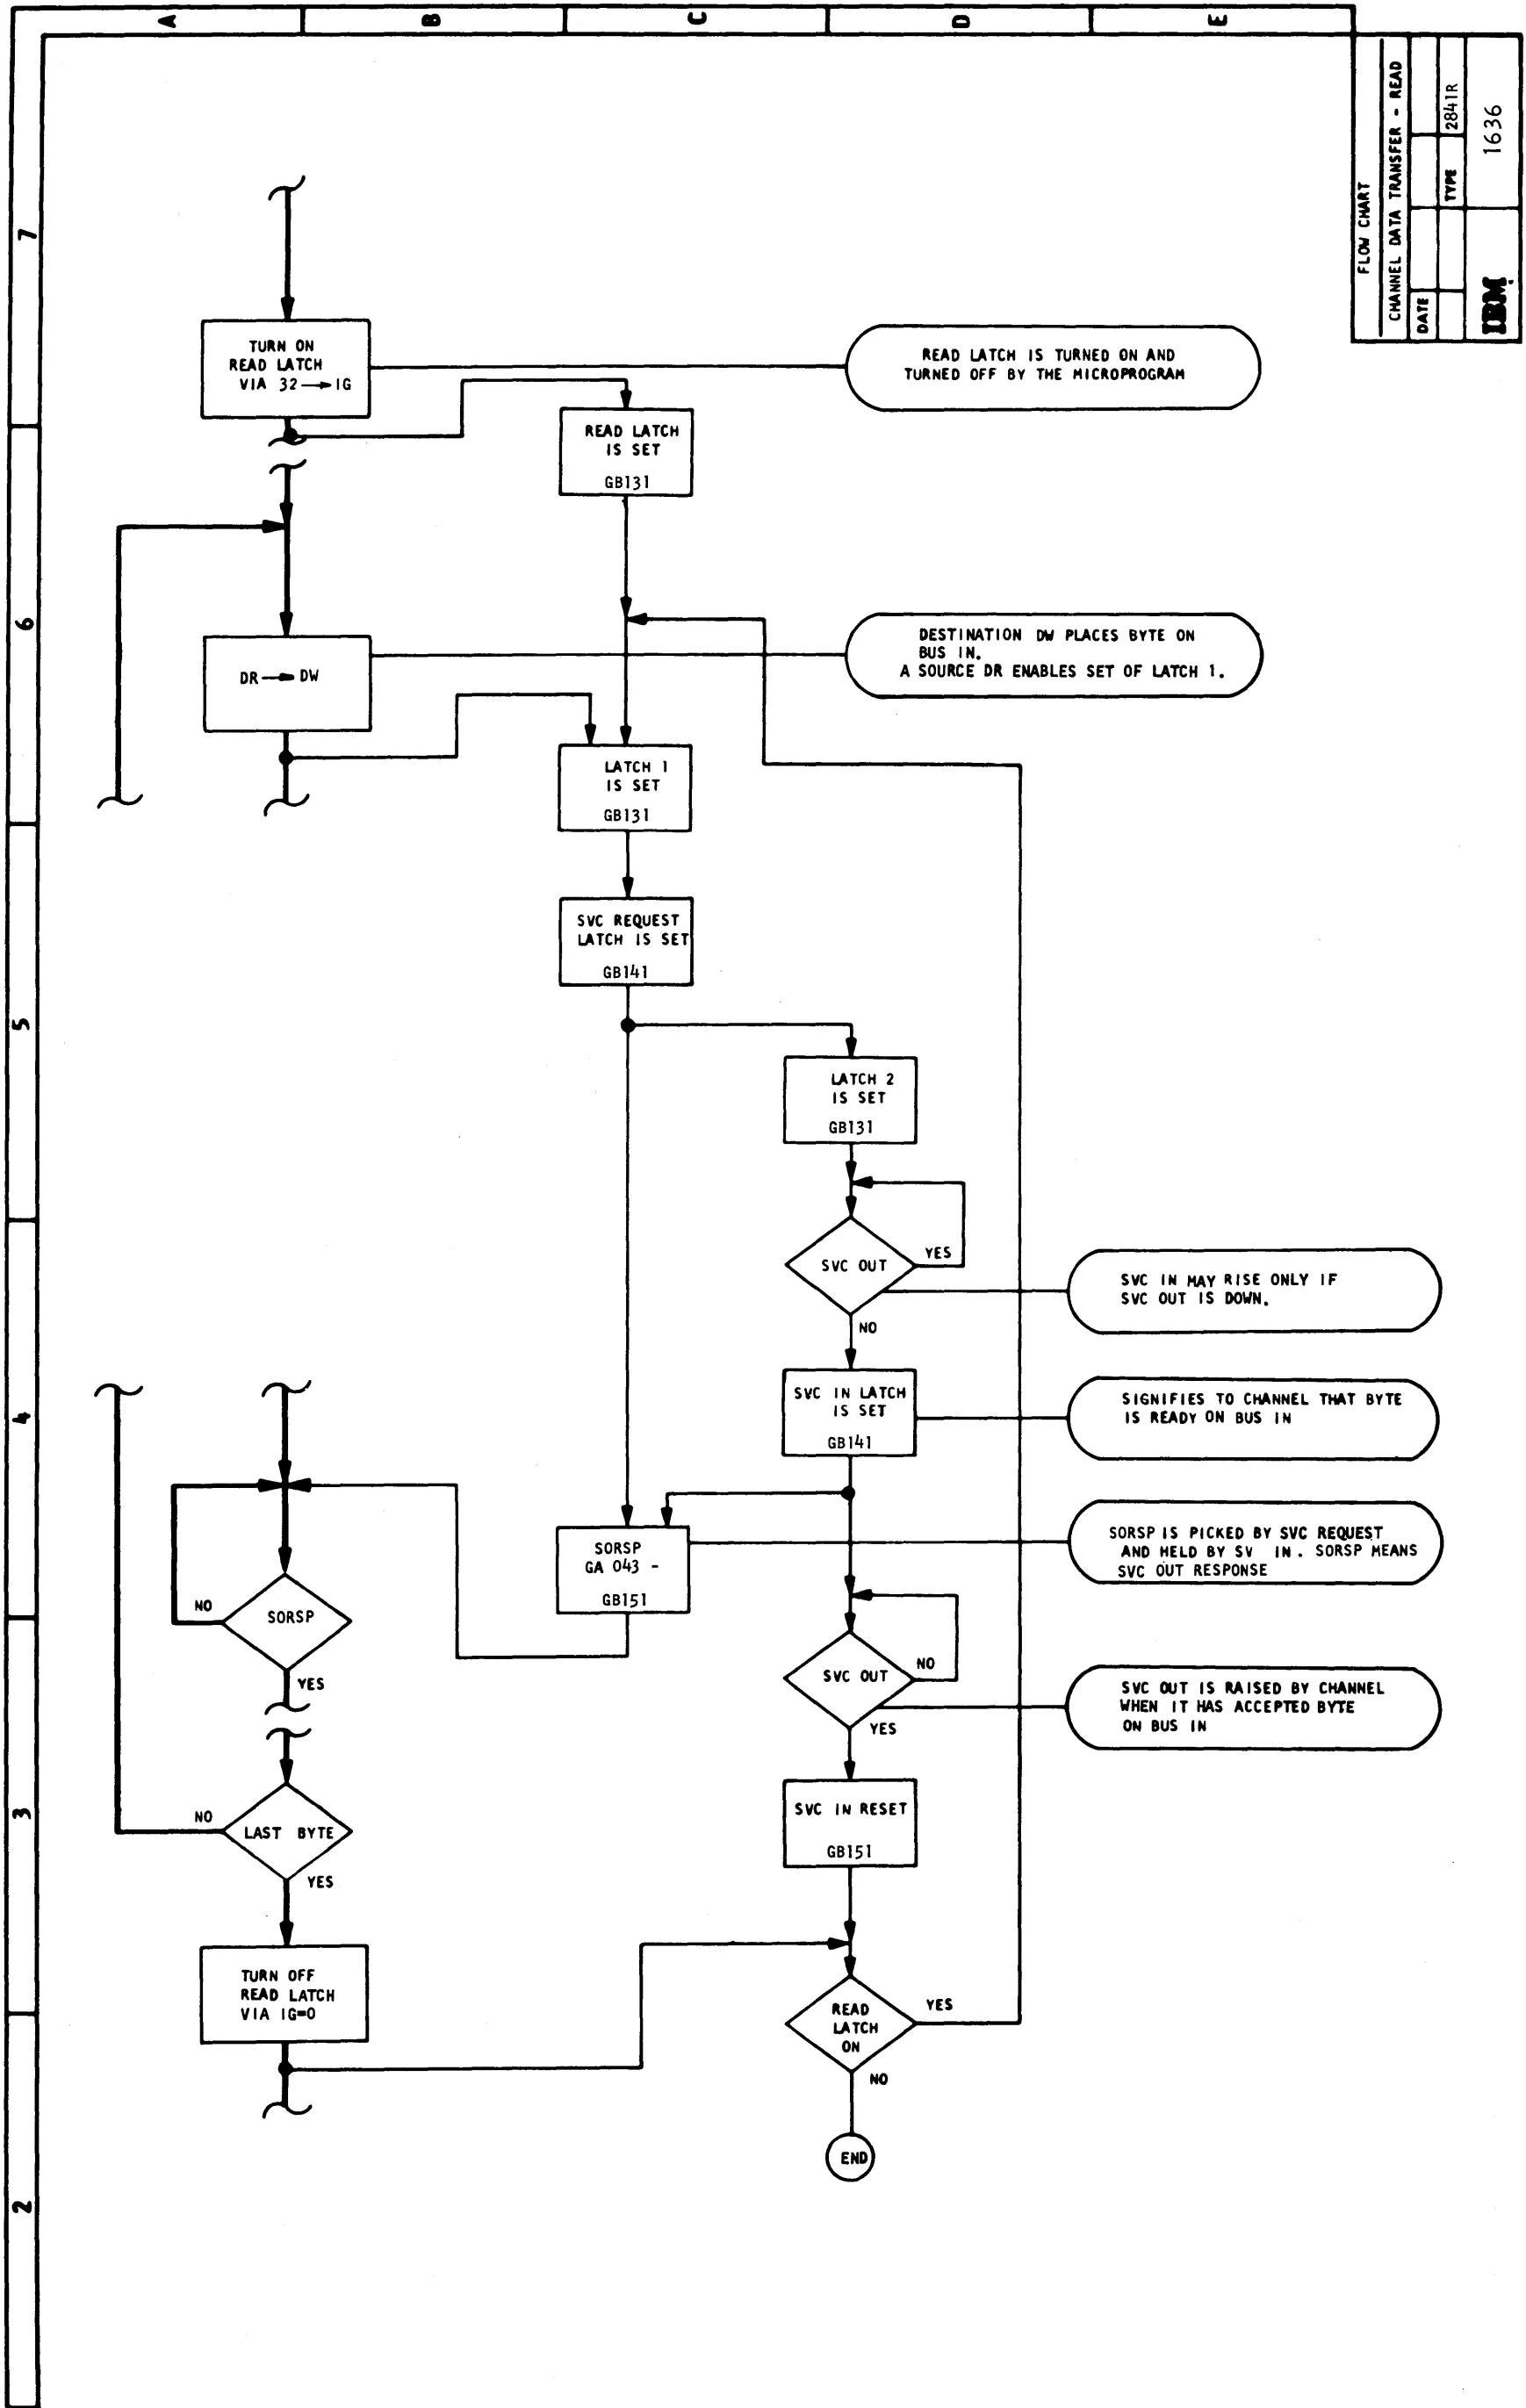 A
B
C
D
E
7
6
5
4
3
2
FLOW CHART
CHANNEL DATA TRANSFER - READ
DATE
TYPE
2841R
IBM
1636
TURN ON
READ LATCH
VIA 32 → IG
READ LATCH IS TURNED ON AND
TURNED OFF BY THE MICROPROGRAM
READ LATCH
IS SET
GB131
DR → DW
DESTINATION DW PLACES BYTE ON
BUS IN.
A SOURCE DR ENABLES SET OF LATCH 1.
LATCH 1
IS SET
GB131
SVC REQUEST
LATCH IS SET
GB141
LATCH 2
IS SET
GB131
SVC OUT
YES
NO
SVC IN MAY RISE ONLY IF
SVC OUT IS DOWN.
SVC IN LATCH
IS SET
GB141
SIGNIFIES TO CHANNEL THAT BYTE
IS READY ON BUS IN
SORSP
GA 043 -
GB151
SORSP IS PICKED BY SVC REQUEST
AND HELD BY SV IN. SORSP MEANS
SVC OUT RESPONSE
NO
SORSP
YES
SVC OUT
NO
YES
SVC OUT IS RAISED BY CHANNEL
WHEN IT HAS ACCEPTED BYTE
ON BUS IN
NO
LAST BYTE
YES
SVC IN RESET
GB151
TURN OFF
READ LATCH
VIA IG=0
READ
LATCH
ON
YES
NO
END